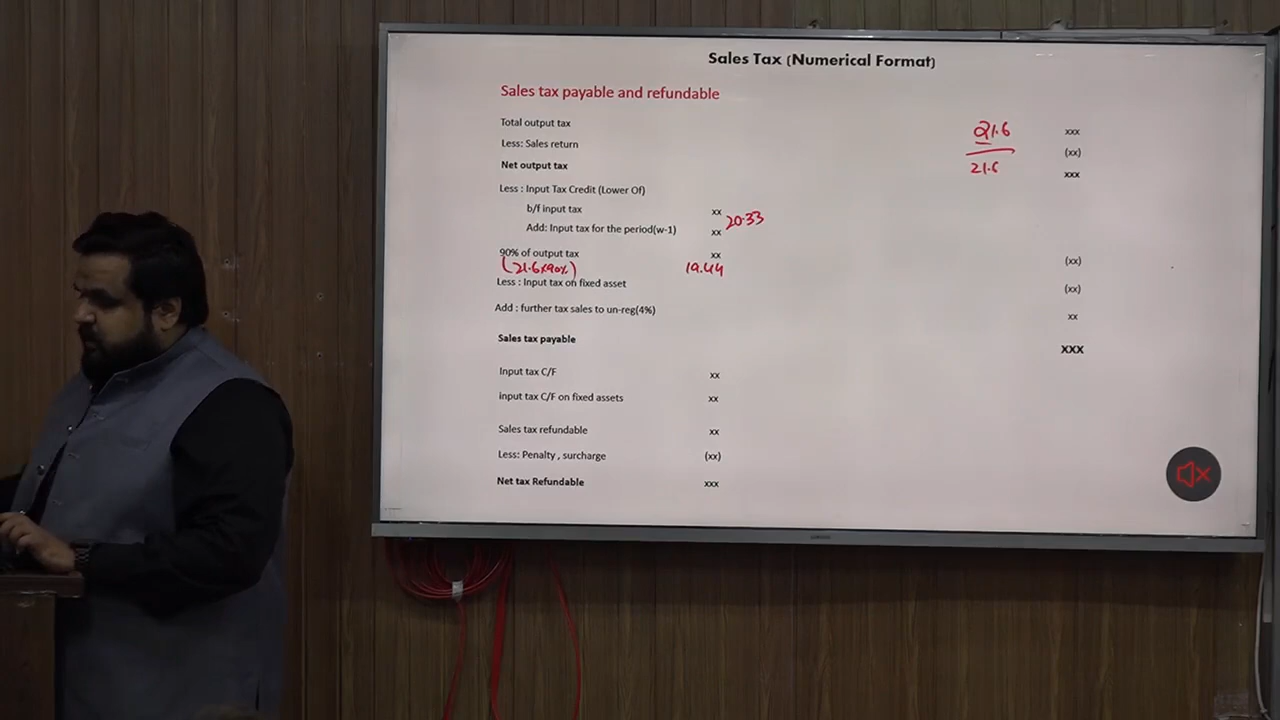 Sales Tax (Numerical Format)
Sales tax payable and refundable
Total output tax 21.6 xxx
Less: Sales return (xx)
Net output tax 21.6 xxx
Less : Input Tax Credit (Lower Of)
b/f input tax xx
20.33
Add: Input tax for the period(w-1) xx
90% of output tax xx (xx)
(21.6x90%) 19.44
Less : Input tax on fixed asset (xx)
Add : further tax sales to un-reg(4%) xx
Sales tax payable XXX
Input tax C/F xx
input tax C/F on fixed assets xx
Sales tax refundable xx
Less: Penalty , surcharge (xx)
Net tax Refundable xxx